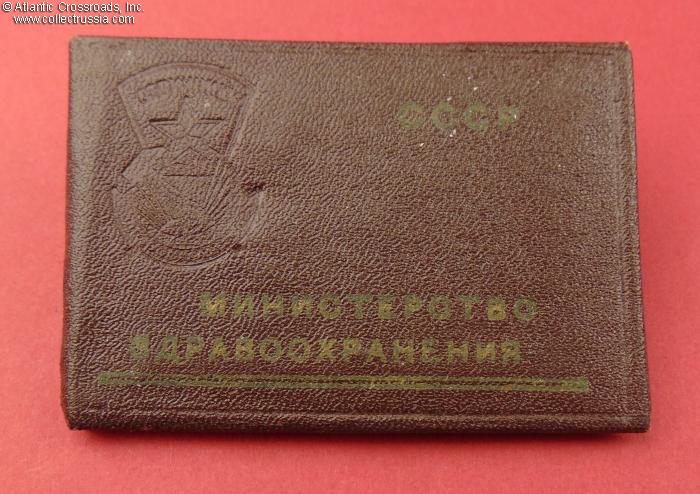 © Atlantic Crossroads, Inc.
www.collectrussia.com
СССР
МИНИСТЕРСТВО
ЗДРАВООХРАНЕНИЯ